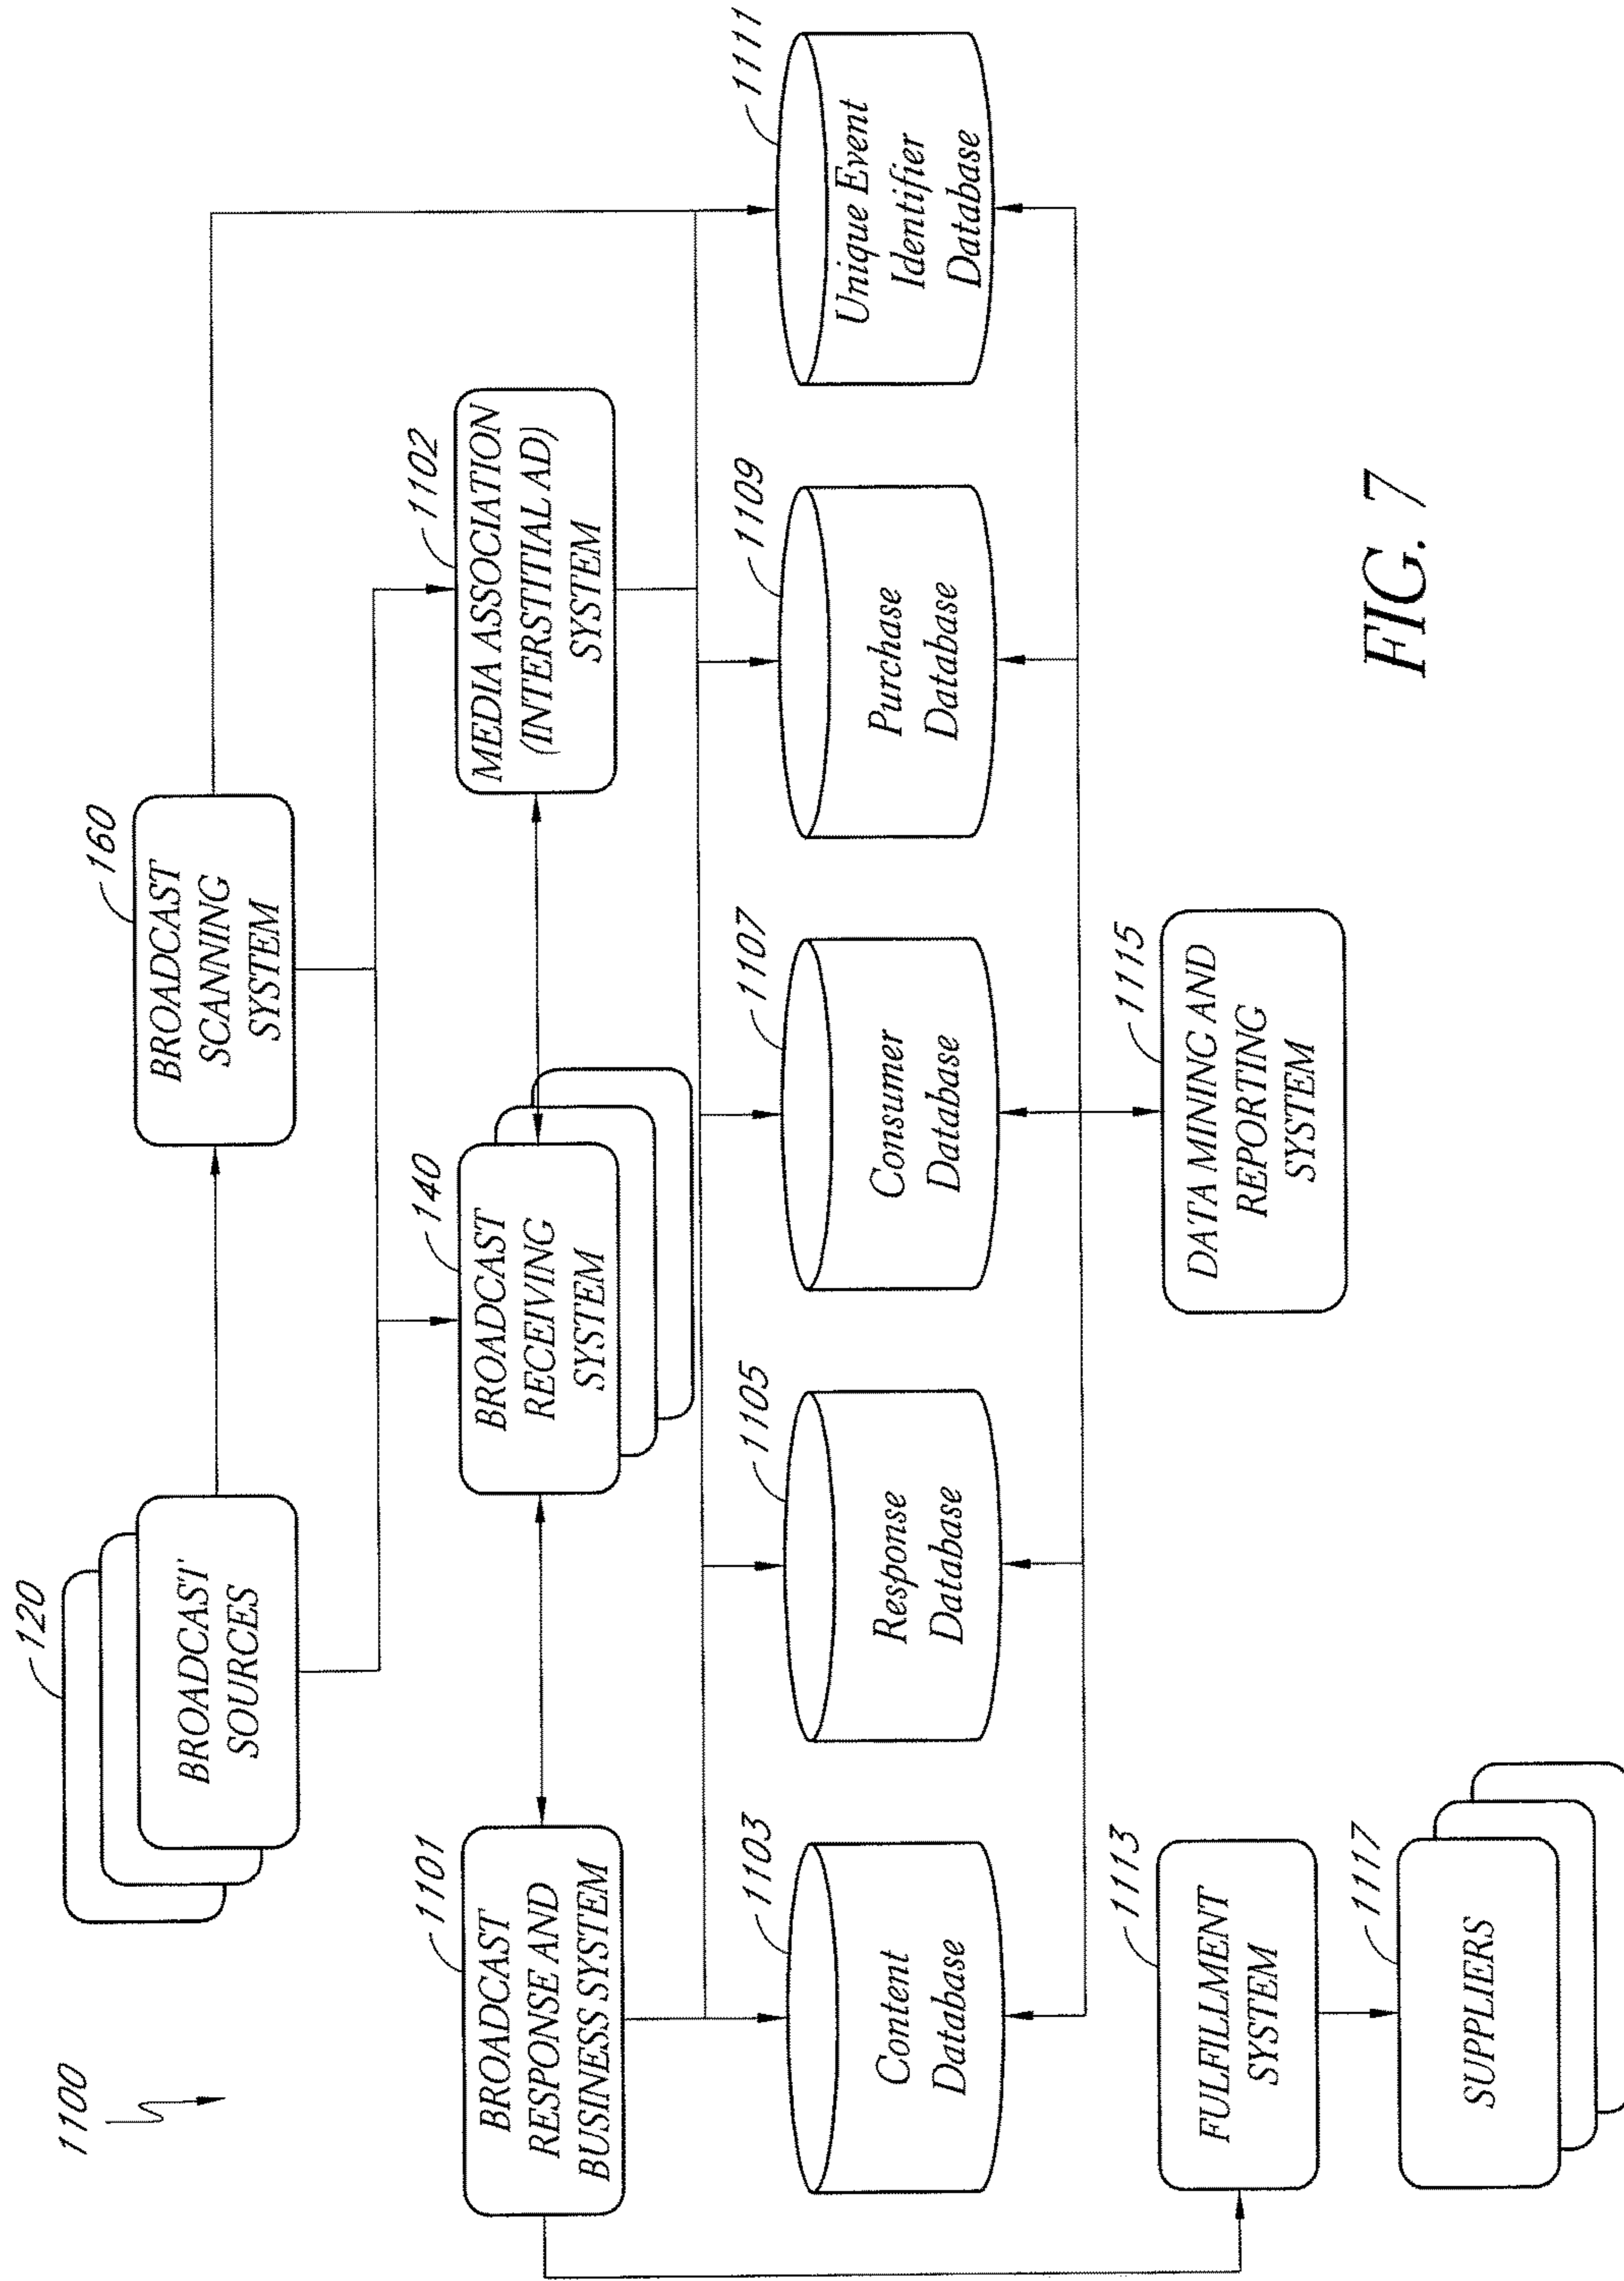 1100
120
BROADCAST
SOURCES
160
BROADCAST
SCANNING
SYSTEM
1101
BROADCAST
RESPONSE AND
BUSINESS SYSTEM
140
BROADCAST
RECEIVING
SYSTEM
1102
MEDIA ASSOCIATION
(INTERSTITIAL AD)
SYSTEM
1103
Content
Database
1105
Response
Database
1107
Consumer
Database
1109
Purchase
Database
1111
Unique Event
Identifier
Database
1113
FULFILLMENT
SYSTEM
1115
DATA MINING AND
REPORTING
SYSTEM
1117
SUPPLIERS
FIG. 7